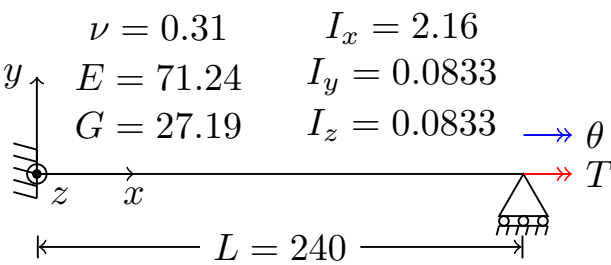 ν = 0.31
I_x = 2.16
y
E = 71.24
I_y = 0.0833
G = 27.19
I_z = 0.0833
θ
T
z
x
L = 240